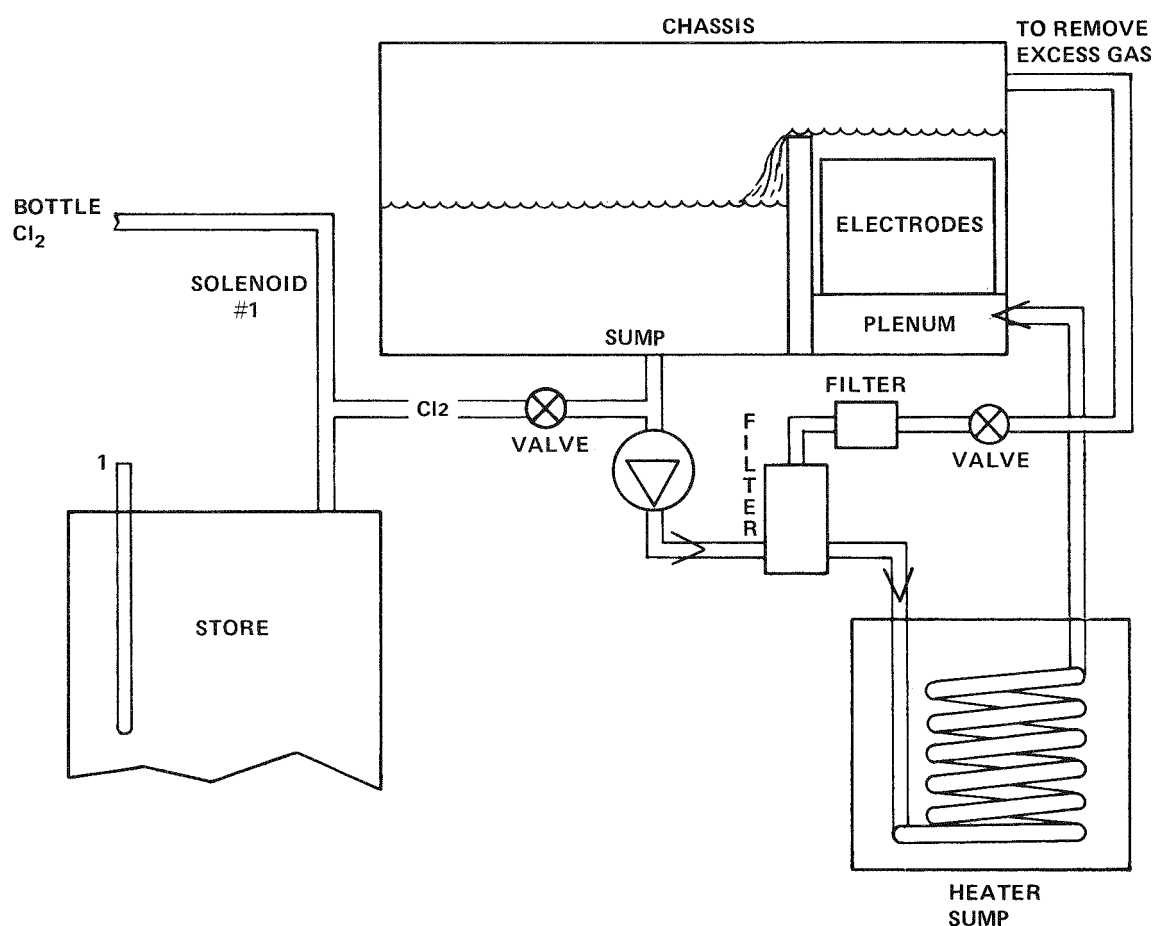 CHASSIS
TO REMOVE
EXCESS GAS
BOTTLE
Cl2
SOLENOID
#1
ELECTRODES
PLENUM
SUMP
Cl2
VALVE
FILTER
FILTER
VALVE
1
STORE
HEATER
SUMP